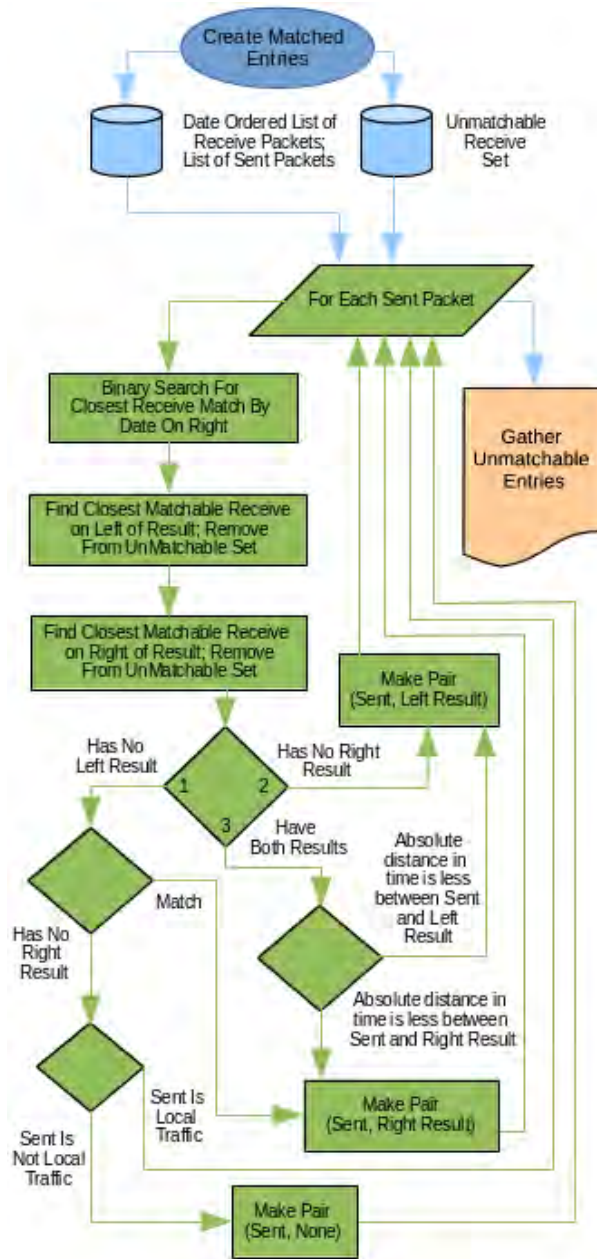 Create Matched
Entries
Date Ordered List of
Receive Packets;
List of Sent Packets
Unmatchable
Receive
Set
For Each Sent Packet
Binary Search For
Closest Receive Match By
Date On Right
Gather
Unmatchable
Entries
Find Closest Matchable Receive
on Left of Result; Remove
From UnMatchable Set
Find Closest Matchable Receive
on Right of Result; Remove
From UnMatchable Set
Make Pair
(Sent, Left Result)
Has No
Left Result
1
2
3
Has No Right
Result
Have
Both Results
Absolute
distance in
time is less
between Sent
and Left
Result
Match
Has No
Right
Result
Absolute distance in
time is less between
Sent and Right Result
Sent Is
Local
Traffic
Make Pair
(Sent, Right Result)
Sent Is
Not Local
Traffic
Make Pair
(Sent, None)